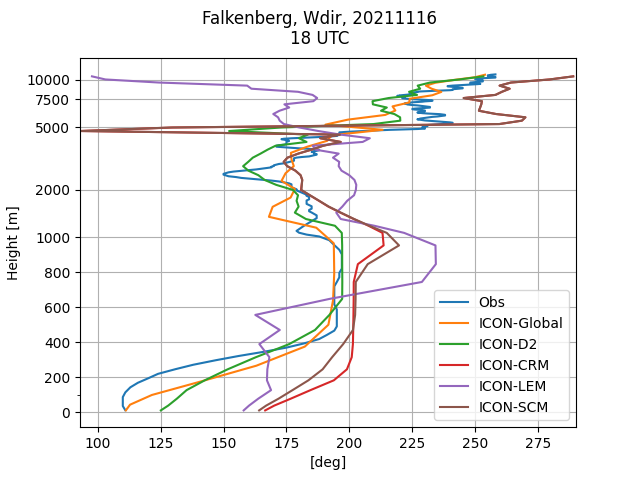 Falkenberg, Wdir, 20211116
18 UTC
Height [m]
10000
7500
5000
2000
1000
800
600
400
200
0
Obs
ICON-Global
ICON-D2
ICON-CRM
ICON-LEM
ICON-SCM
100
125
150
175
200
225
250
275
[deg]